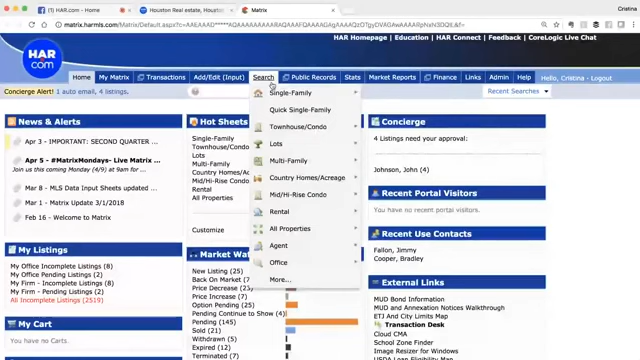 (1) HAR.com - Home
Houston Real estate, Houston
Matrix
Cristina
matrix.harmls.com/Matrix/Default.aspx?
HAR Homepage | Education | HAR Connect | Feedback | CoreLogic Live Chat
HAR
com
Home
My Matrix
Transactions
Add/Edit (Input)
Search
Public Records
Stats
Market Reports
Finance
Links
Admin
Help
Hello, Cristina - Logout
Concierge Alert! 1 auto email, 4 listings.
Recent Searches
Single-Family
Quick Single-Family
Townhouse/Condo
Lots
Multi-Family
Country Homes/Acreage
Mid/Hi-Rise Condo
Rental
All Properties
Agent
Office
More...
News & Alerts
Apr 3 - IMPORTANT: SECOND QUARTER ...
Apr 5 - #MatrixMondays- Live Matrix ...
Join us this coming Monday (4/9) at 9am for ...
Mar 8 - MLS Data Input Sheets updated ...
Mar 1 - Matrix Update 3/1/2018
Feb 16 - Welcome to Matrix
My Listings
My Office Incomplete Listings (8)
My Office Pending Listings (2)
My Firm - Incomplete Listings (8)
My Firm - Pending Listings (2)
All Incomplete Listings (2519)
My Cart
You have no Carts.
Hot Sheets
Single-Family
Townhouse/Condo
Lots
Multi-Family
Country Homes/
Mid/Hi-Rise Condo
Rental
All Properties
Customize
Market Wat
New Listing (25)
Back On Market (7
Price Decrease (23)
Price Increase (7)
Option Pending (25)
Pending Continue to Show (4)
Pending (145)
Sold (21)
Withdrawn (5)
Expired (12)
Terminated (7)
Concierge
4 Listings need your approval:
Johnson, John (4)
Recent Portal Visitors
You have no recent visitors.
Recent Use Contacts
Fallon, Jimmy
Cooper, Bradley
External Links
MUD Bond Information
MUD and Annexation Notices Walkthrough
ETJ And City Limits Map
Transaction Desk
Cloud CMA
School Zone Finder
Image Resizer for Windows
USDA Loan Eligibility Map